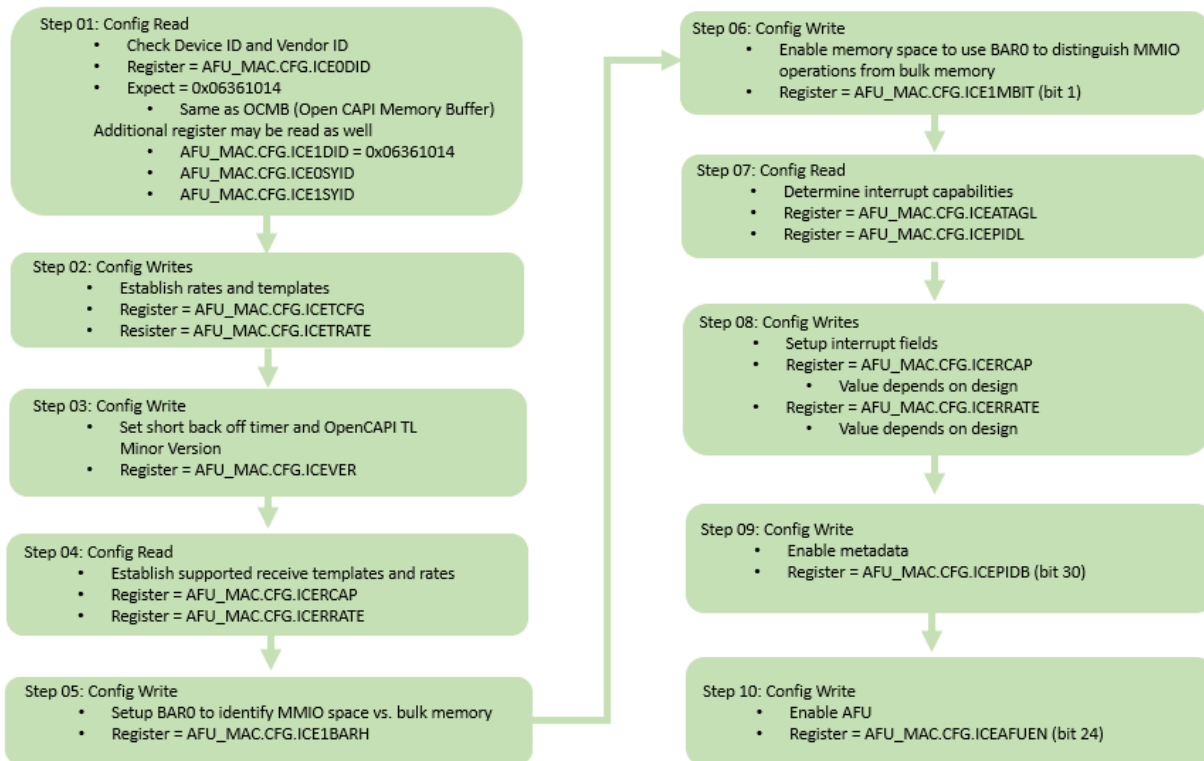 Step 01: Config Read
• Check Device ID and Vendor ID
• Register = AFU_MAC.CFG.ICE0DID
• Expect = 0x06361014
• Same as OCMB (Open CAPI Memory Buffer)
Additional register may be read as well
• AFU_MAC.CFG.ICE1DID = 0x06361014
• AFU_MAC.CFG.ICE0SYID
• AFU_MAC.CFG.ICE1SYID
Step 02: Config Writes
• Establish rates and templates
• Register = AFU_MAC.CFG.ICETCFG
• Resister = AFU_MAC.CFG.ICETRATE
Step 03: Config Write
• Set short back off timer and OpenCAPI TL
Minor Version
• Register = AFU_MAC.CFG.ICEVER
Step 04: Config Read
• Establish supported receive templates and rates
• Register = AFU_MAC.CFG.ICERCAP
• Register = AFU_MAC.CFG.ICERRATE
Step 05: Config Write
• Setup BAR0 to identify MMIO space vs. bulk memory
• Register = AFU_MAC.CFG.ICE1BARH
Step 06: Config Write
• Enable memory space to use BAR0 to distinguish MMIO
operations from bulk memory
• Register = AFU_MAC.CFG.ICE1MBIT (bit 1)
Step 07: Config Read
• Determine interrupt capabilities
• Register = AFU_MAC.CFG.ICEATAGL
• Register = AFU_MAC.CFG.ICEPIDL
Step 08: Config Writes
• Setup interrupt fields
• Register = AFU_MAC.CFG.ICERCAP
• Value depends on design
• Register = AFU_MAC.CFG.ICERRATE
• Value depends on design
Step 09: Config Write
• Enable metadata
• Register = AFU_MAC.CFG.ICEPIDB (bit 30)
Step 10: Config Write
• Enable AFU
• Register = AFU_MAC.CFG.ICEAFUEN (bit 24)